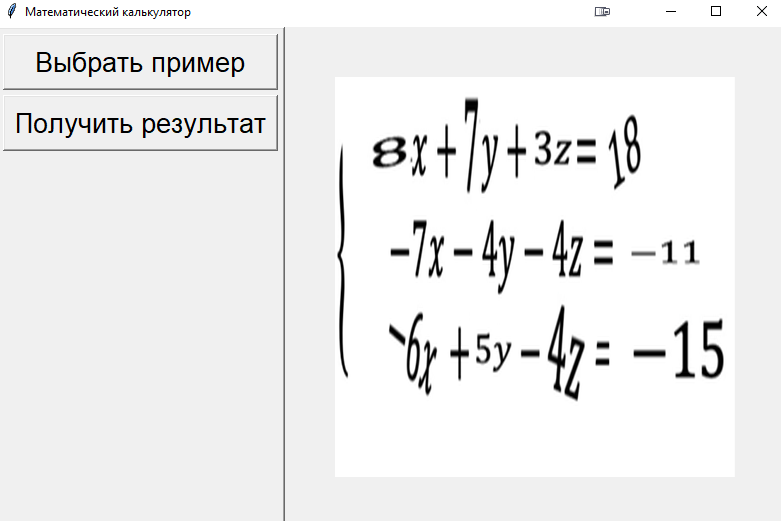 Математический калькулятор
Выбрать пример
Получить результат
8x+7y+3z=18
-7x-4y-4z=-11
-6x+5y-4z=-15